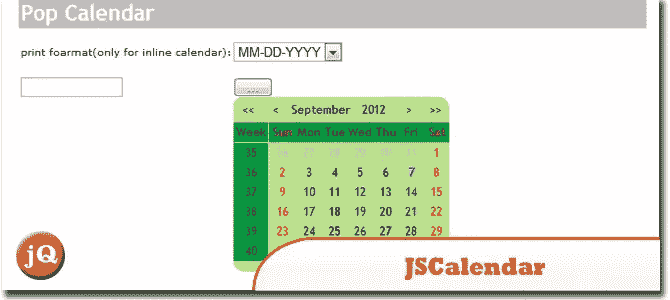 Pop Calendar
print foarmat(only for inline calendar): MM-DD-YYYY
<< < September 2012 > >>
Week Sun Mon Tue Wed Thu Fri Sat
35 26 27 28 29 1
36 2 3 4 5 6 7 8
37 9 10 11 12 13 14 15
38 16 17 18 19 20 21 22
39 23 24 25 26 27 28 29
40
jQ
JSCalendar